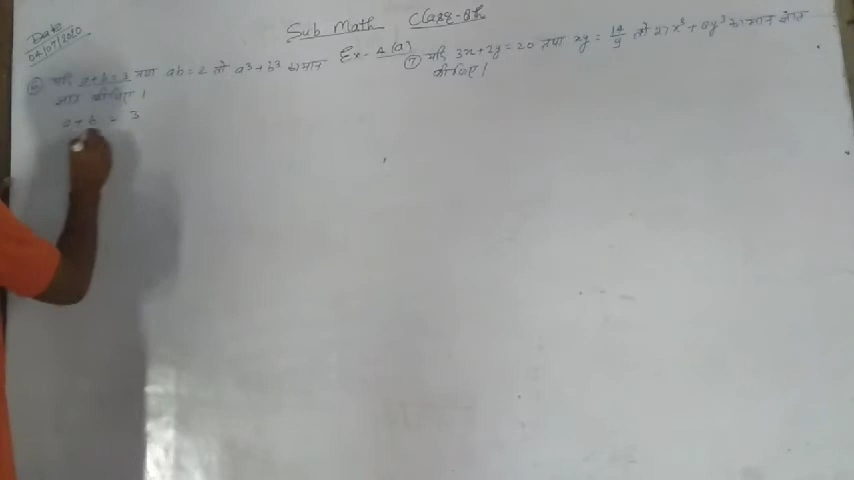 Date
04/07/2020
Sub Math Class-8th
Ex-4(a)
⑥ यदि a+b=3 तथा ab=2 तो a³+b³ का मान
ज्ञात कीजिए।
a+b = 3
⑦ यदि 3x+2y=20 तथा xy=14/9 तो 27x³+8y³ का मान ज्ञात
कीजिए।